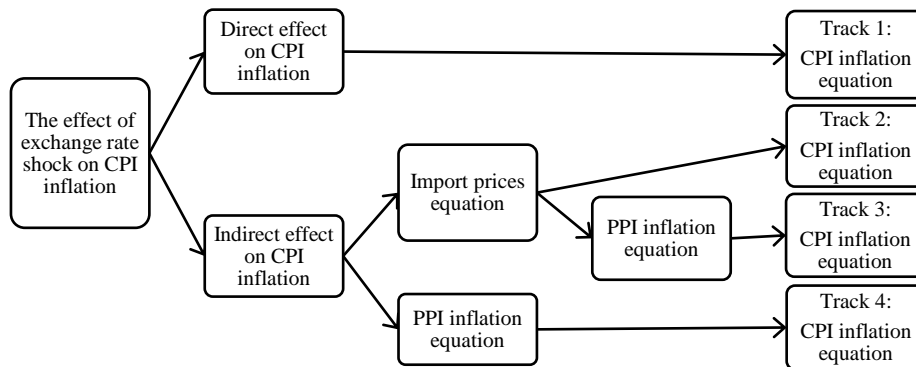 The effect of
exchange rate
shock on CPI
inflation
Direct effect
on CPI
inflation
Indirect effect
on CPI
inflation
Import prices
equation
PPI inflation
equation
PPI inflation
equation
Track 1:
CPI inflation
equation
Track 2:
CPI inflation
equation
Track 3:
CPI inflation
equation
Track 4:
CPI inflation
equation